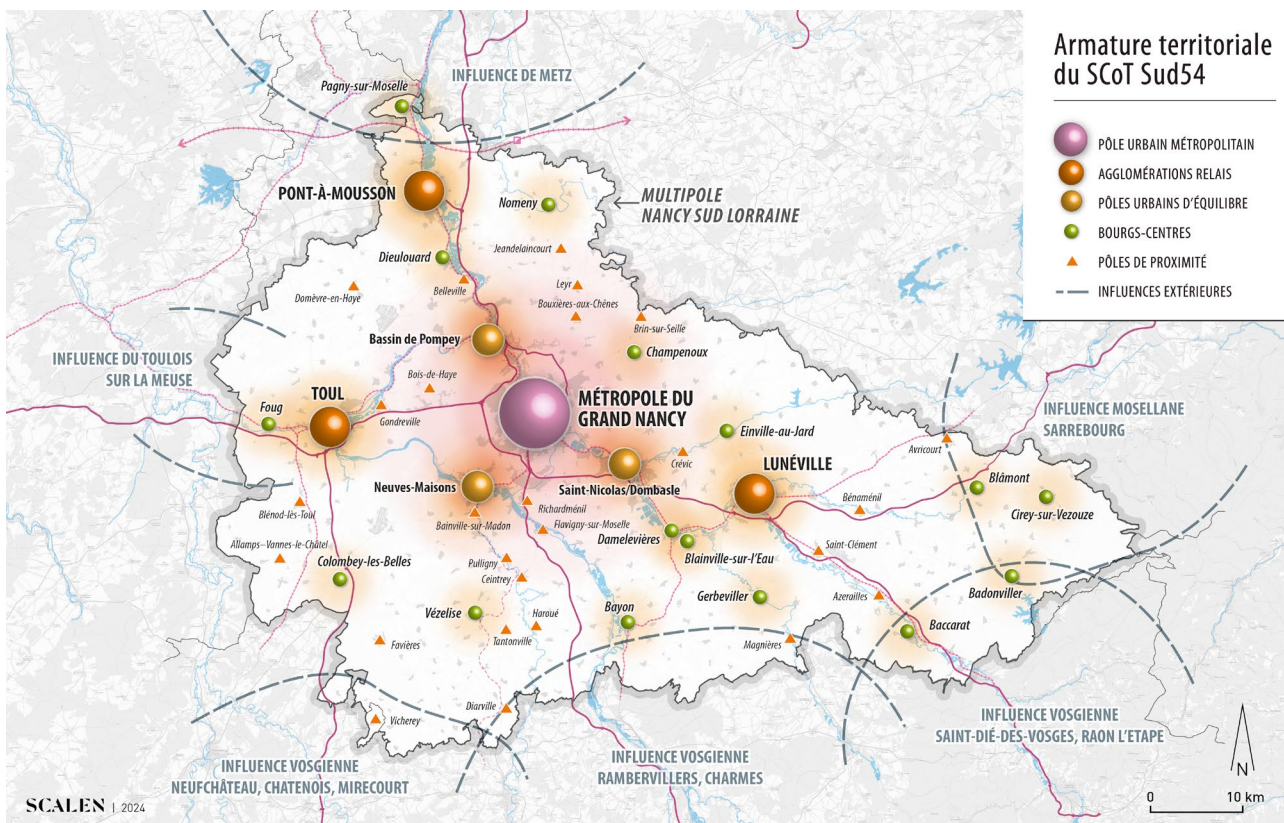 Armature territoriale
du SCoT Sud54
PÔLE URBAIN MÉTROPOLITAIN
AGGLOMÉRATIONS RELAIS
PÔLES URBAINS D'ÉQUILIBRE
BOURGS-CENTRES
PÔLES DE PROXIMITÉ
INFLUENCES EXTÉRIEURES
INFLUENCE DE METZ
Pagny-sur-Moselle
PONT-À-MOUSSON
Nomeny
MULTIPOLE
NANCY SUD LORRAINE
Jeandelaincourt
Dieulouard
Belleville
Leyr
Domèvre-en-Haye
Bouxières-aux-Chênes
Brin-sur-Seille
Bassin de Pompey
Champenoux
INFLUENCE DU TOULOIS
SUR LA MEUSE
Bois-de-Haye
TOUL
Foug
Gondreville
MÉTROPOLE DU
GRAND NANCY
INFLUENCE MOSELLANE
SARREBOURG
Einville-au-Jard
Avricourt
Crévic
LUNÉVILLE
Blâmont
Neuves-Maisons
Saint-Nicolas/Dombasle
Bénaménil
Cirey-sur-Vezouze
Blénod-lès-Toul
Richardménil
Bainville-sur-Madon
Flavigny-sur-Moselle
Damelevières
Saint-Clément
Allamps–Vannes-le-Châtel
Blainville-sur-l'Eau
Colombey-les-Belles
Pulligny
Ceintrey
Badonviller
Gerbeviller
Azerailles
Vézelise
Haroué
Bayon
Baccarat
Tantonville
Favières
Magnières
Diarville
Vicherey
INFLUENCE VOSGIENNE
SAINT-DIÉ-DES-VOSGES, RAON L'ETAPE
INFLUENCE VOSGIENNE
RAMBERVILLERS, CHARMES
INFLUENCE VOSGIENNE
NEUFCHÂTEAU, CHATENOIS, MIRECOURT
N
SCALEN | 2024
0 10 km